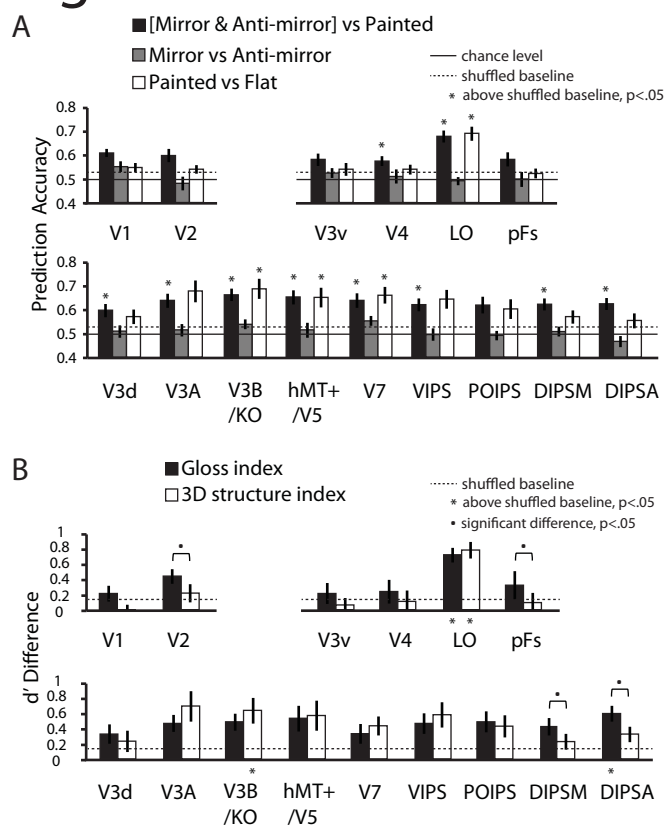 A
[Mirror & Anti-mirror] vs Painted
Mirror vs Anti-mirror
Painted vs Flat
chance level
shuffled baseline
* above shuffled baseline, p<.05
Prediction Accuracy
0.8
0.7
0.6
0.5
0.4
* * *
V1 V2 V3v V4 LO pFs
0.8
0.7
0.6
0.5
0.4
* * * * * * * * * * *
V3d V3A V3B /KO hMT+ /V5 V7 VIPS POIPS DIPSM DIPSA
B
Gloss index
3D structure index
shuffled baseline
* above shuffled baseline, p<.05
• significant difference, p<.05
d' Difference
1
0.8
0.6
0.4
0.2
0
• •
* *
V1 V2 V3v V4 LO pFs
1
0.8
0.6
0.4
0.2
0
• •
* *
V3d V3A V3B /KO hMT+ /V5 V7 VIPS POIPS DIPSM DIPSA